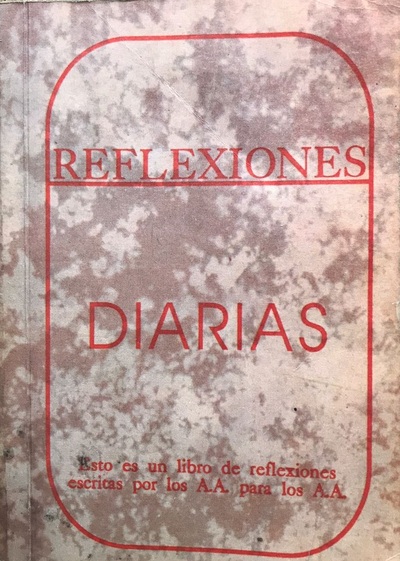 REFLEXIONES
DIARIAS
Esto es un libro de reflexiones
escritas por los A.A. para los A.A.